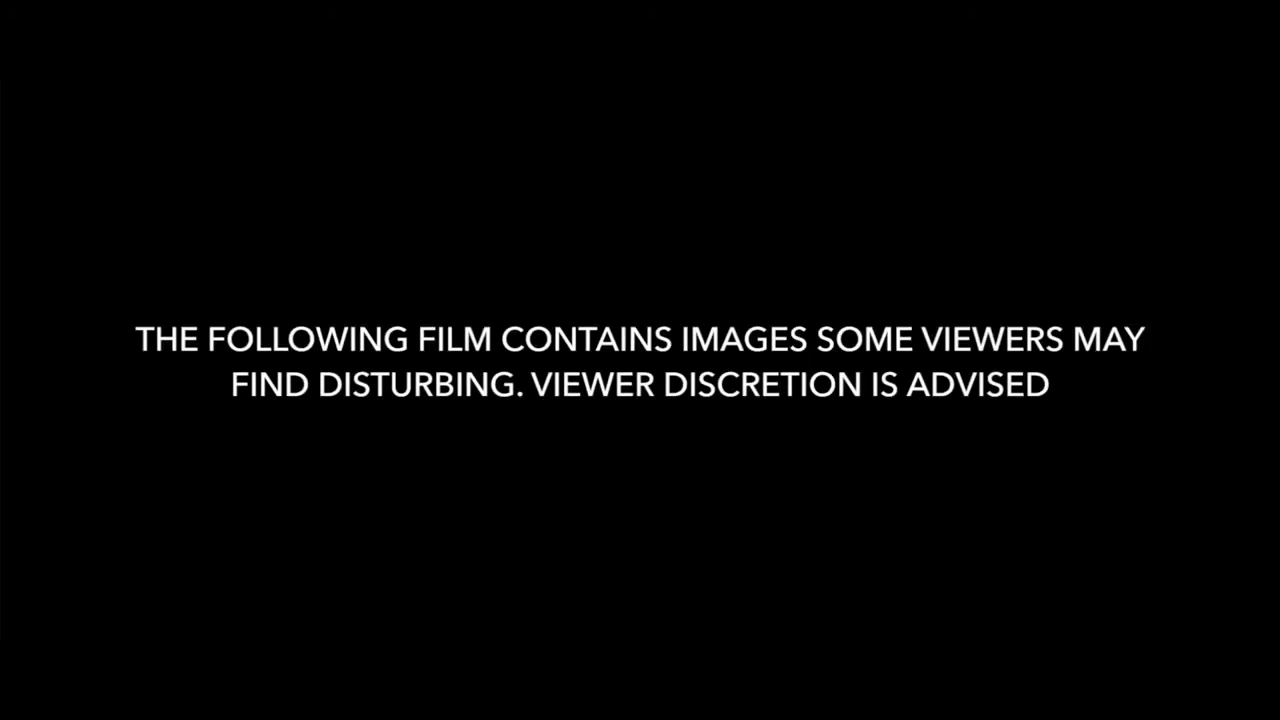 THE FOLLOWING FILM CONTAINS IMAGES SOME VIEWERS MAY
FIND DISTURBING. VIEWER DISCRETION IS ADVISED